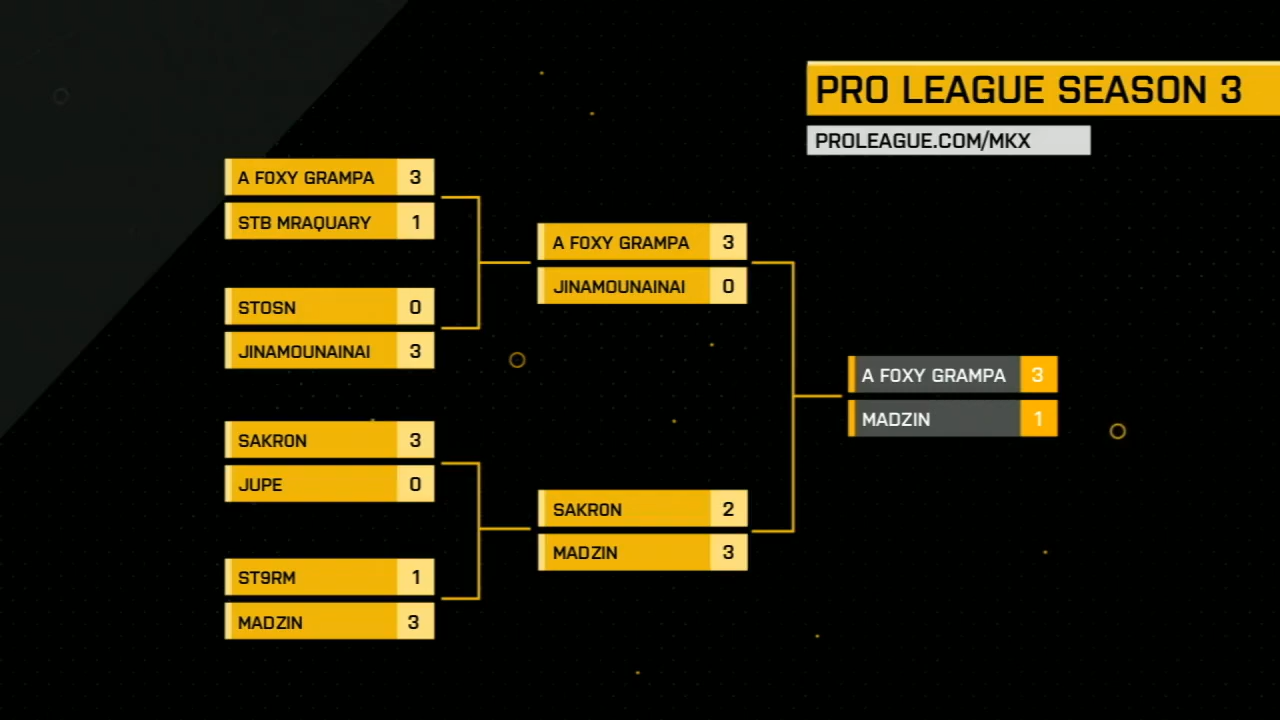 PRO LEAGUE SEASON 3
PROLEAGUE.COM/MKX
A FOXY GRAMPA 3
STB MRAQUARY 1
STOSN 0
JINAMOUNAINAI 3
SAKRON 3
JUPE 0
ST9RM 1
MADZIN 3
A FOXY GRAMPA 3
JINAMOUNAINAI 0
SAKRON 2
MADZIN 3
A FOXY GRAMPA 3
MADZIN 1